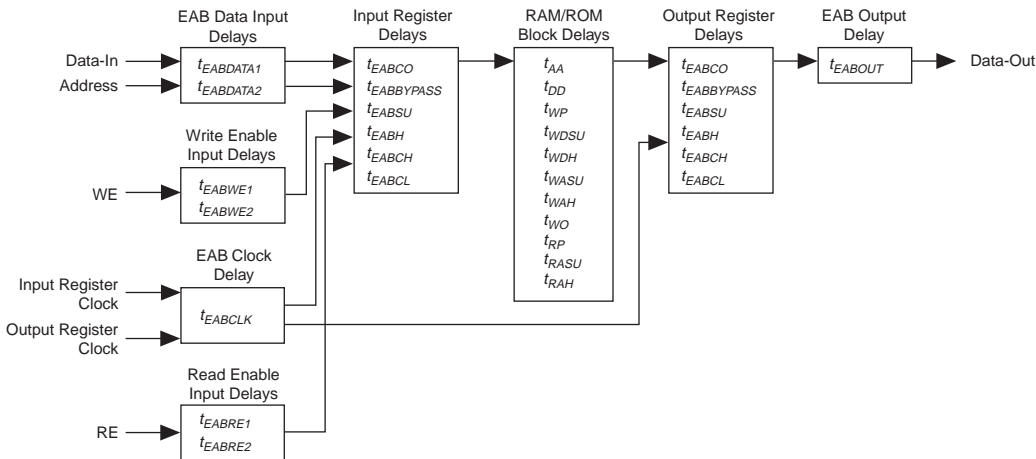 EAB Data Input
Delays
Data-In
Address
tEABDATA1
tEABDATA2
Write Enable
Input Delays
WE
tEABWE1
tEABWE2
EAB Clock
Delay
Input Register
Clock
Output Register
Clock
tEABCLK
Read Enable
Input Delays
RE
tEABRE1
tEABRE2
Input Register
Delays
tEABCO
tEABBYPASS
tEABSU
tEABH
tEABCH
tEABCL
RAM/ROM
Block Delays
tAA
tDD
tWP
tWDSU
tWDH
tWASU
tWAH
tWO
tRP
tRASU
tRAH
Output Register
Delays
tEABCO
tEABBYPASS
tEABSU
tEABH
tEABCH
tEABCL
EAB Output
Delay
tEABOUT
Data-Out